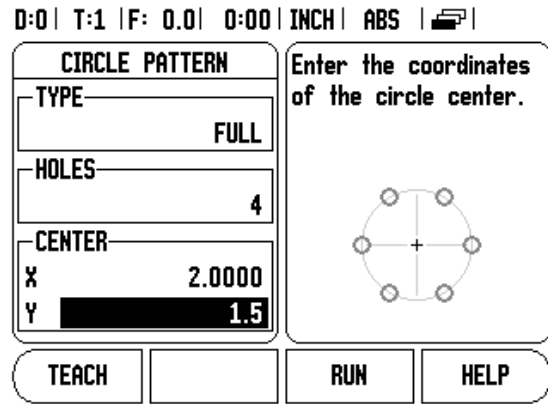 D:0| T:1 |F: 0.0| 0:00| INCH| ABS |
CIRCLE PATTERN
TYPE
FULL
HOLES
4
CENTER
X 2.0000
Y 1.5
Enter the coordinates
of the circle center.
TEACH RUN HELP